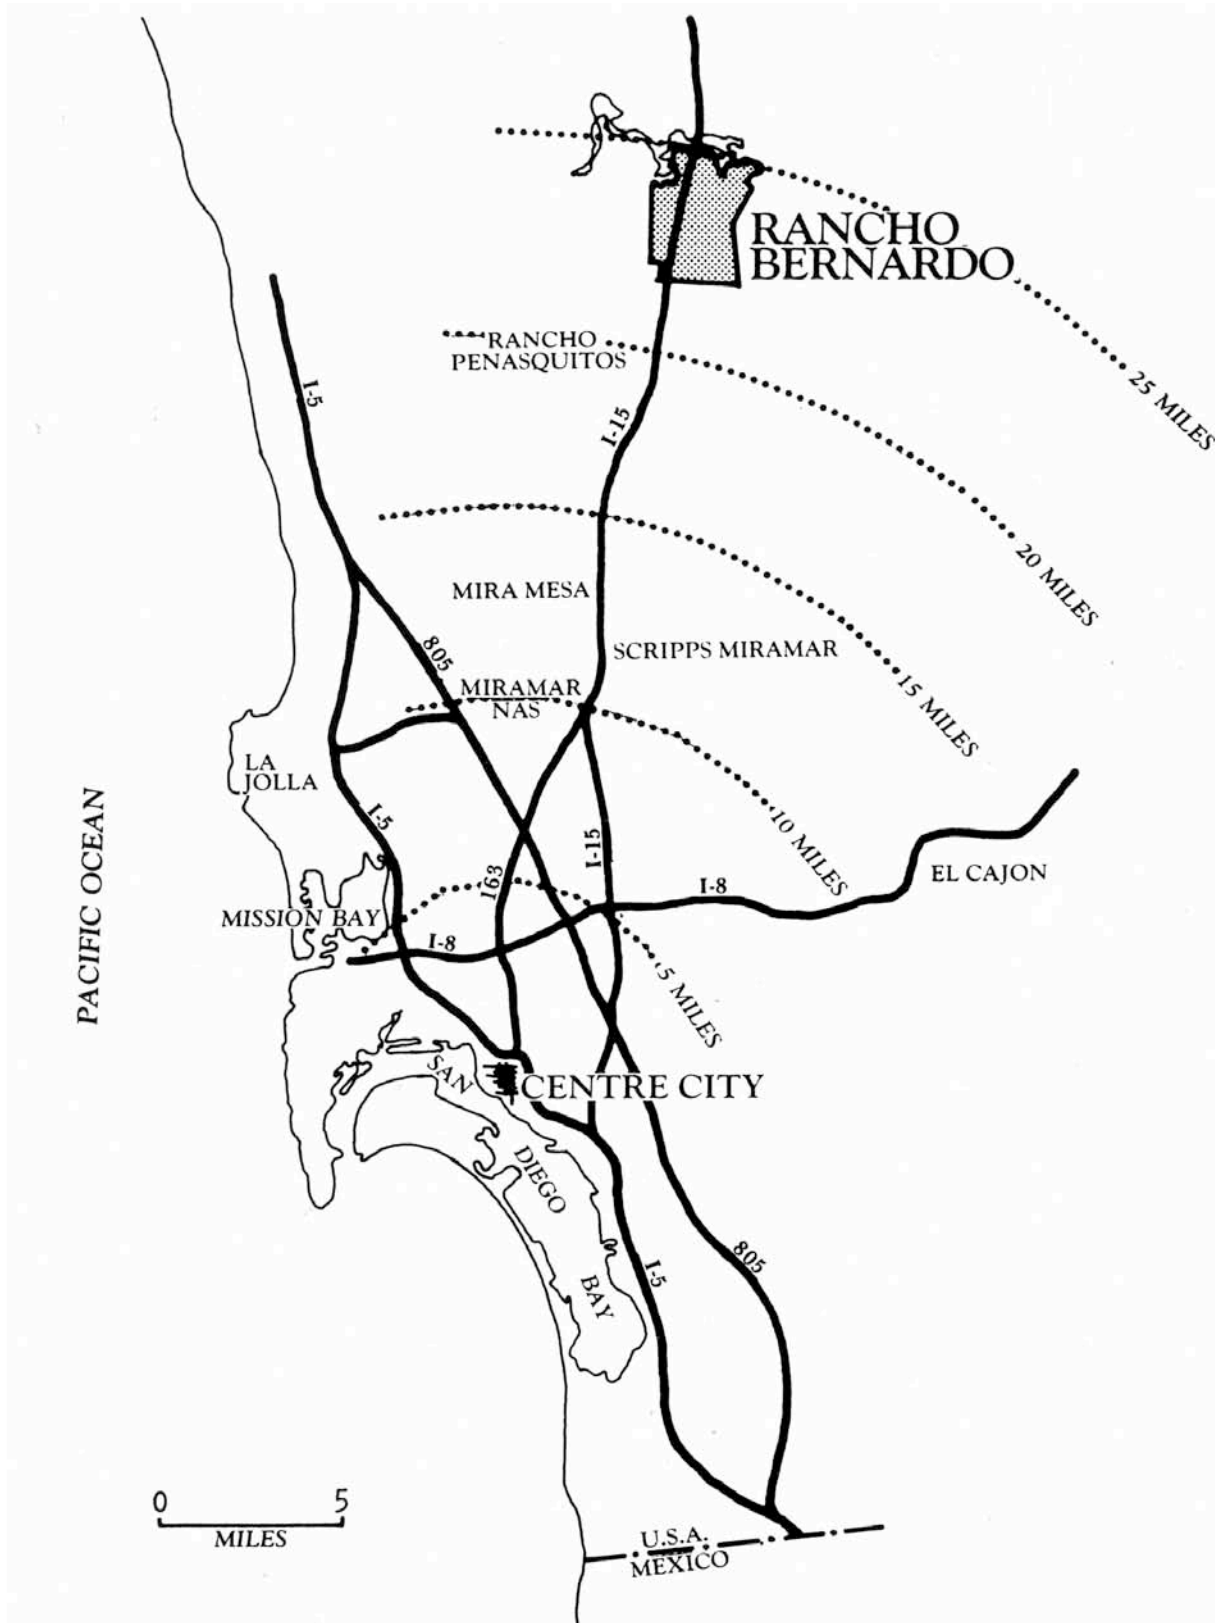 RANCHO
BERNARDO
RANCHO
PENASQUITOS
25 MILES
I-5
I-15
20 MILES
MIRA MESA
805
SCRIPPS MIRAMAR
MIRAMAR
NAS
15 MILES
LA
JOLLA
I-5
10 MILES
I-15
PACIFIC OCEAN
163
I-8
EL CAJON
MISSION BAY
I-8
5 MILES
SAN
CENTRE CITY
DIEGO
805
I-5
BAY
0 5
MILES
U.S.A.
MEXICO